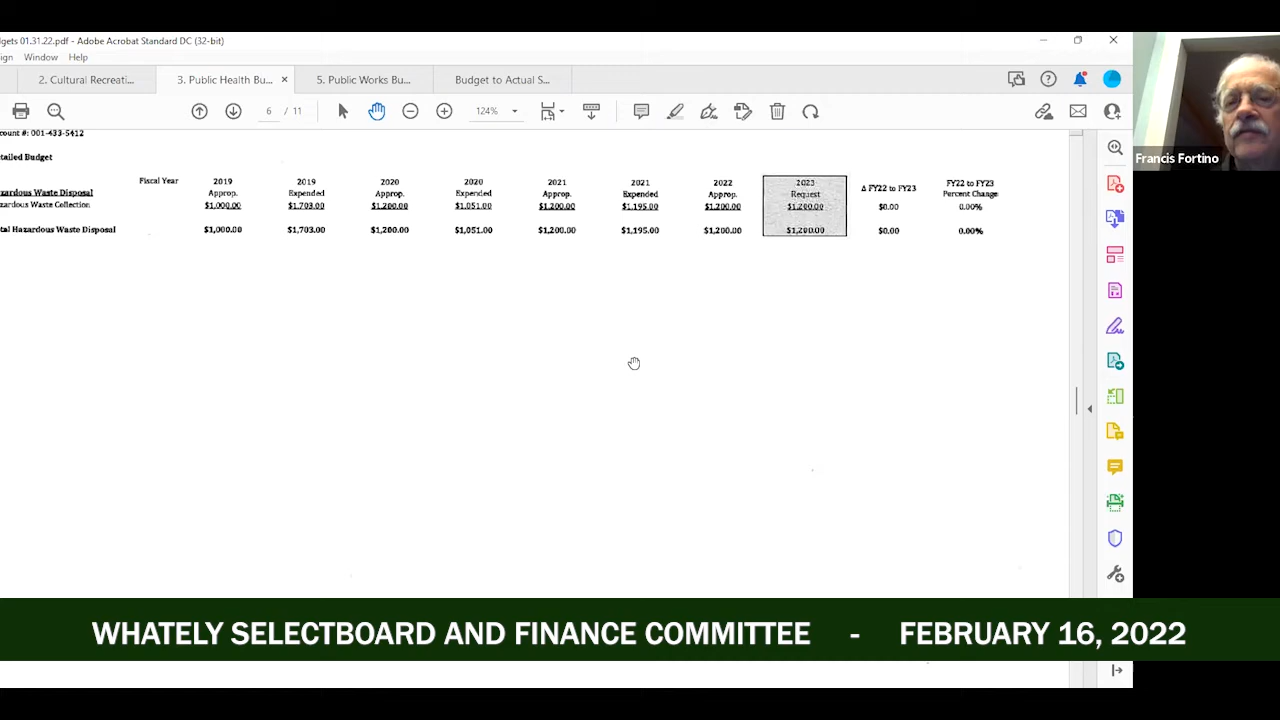 dgets 01.31.22.pdf - Adobe Acrobat Standard DC (32-bit)
ign Window Help
2. Cultural Recreati... 3. Public Health Bu... × 5. Public Works Bu... Budget to Actual S...
6 / 11 124%
Francis Fortino
count #: 001-433-5412
tailed Budget
Fiscal Year 2019 2019 2020 2020 2021 2021 2022 2023 Δ FY22 to FY23 FY22 to FY23
zardous Waste Disposal Approp. Expended Approp. Expended Approp. Expended Approp. Request Percent Change
zardous Waste Collection $1,000.00 $1,703.00 $1,200.00 $1,051.00 $1,200.00 $1,195.00 $1,200.00 $1,200.00 $0.00 0.00%
tal Hazardous Waste Disposal $1,000.00 $1,703.00 $1,200.00 $1,051.00 $1,200.00 $1,195.00 $1,200.00 $1,200.00 $0.00 0.00%
WHATELY SELECTBOARD AND FINANCE COMMITTEE - FEBRUARY 16, 2022